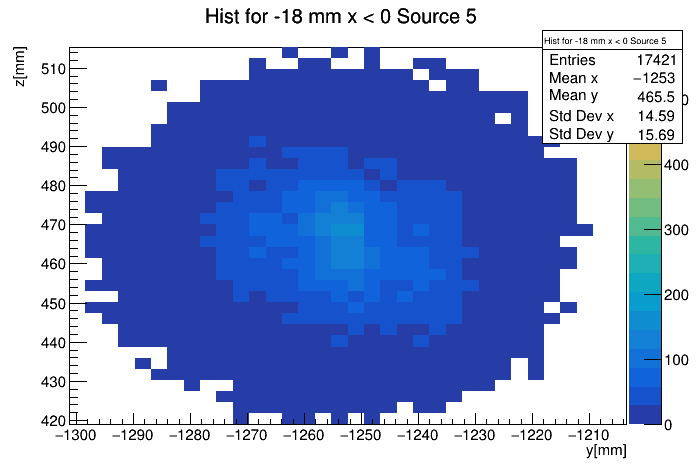 Hist for -18 mm x < 0 Source 5
z[mm]
Hist for -18 mm x < 0 Source 5
Entries 17421
Mean x −1253
Mean y 465.5
Std Dev x 14.59
Std Dev y 15.69
510
500
490
480
470
460
450
440
430
420
0
400
300
200
100
0
−1300 −1290 −1280 −1270 −1260 −1250 −1240 −1230 −1220 −1210
y[mm]